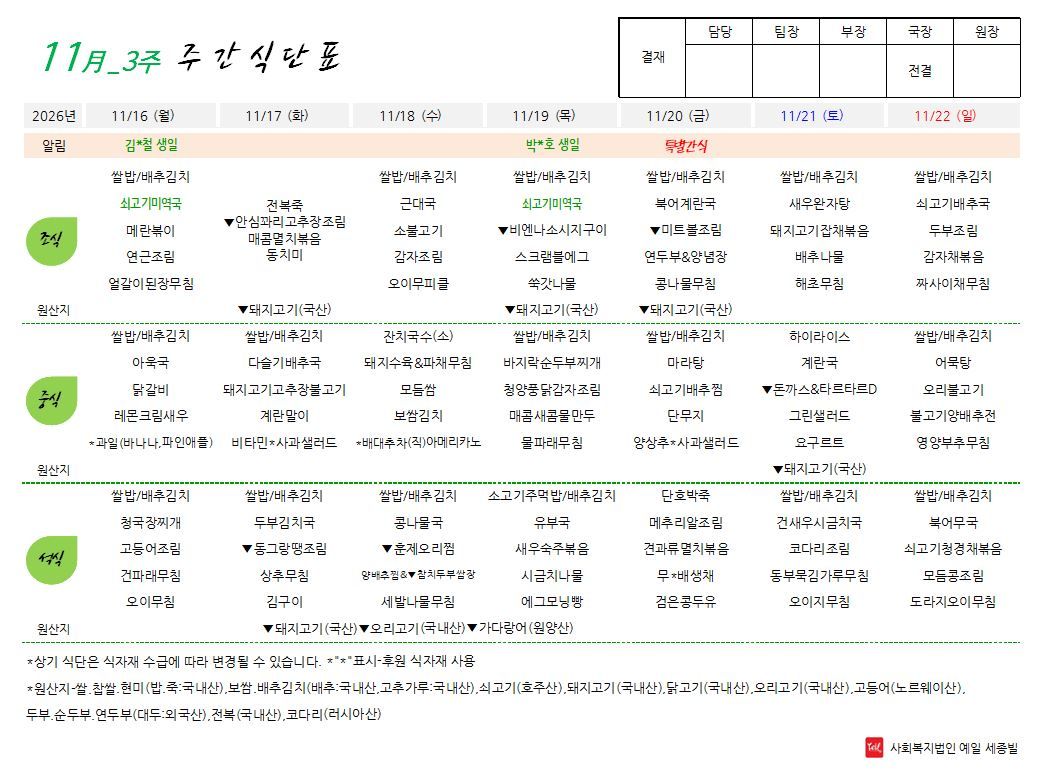 11月_3주 주간식단표
결재 담당 팀장 부장 국장 원장
전결
2026년 11/16 (월) 11/17 (화) 11/18 (수) 11/19 (목) 11/20 (금) 11/21 (토) 11/22 (일)
알림 김*철 생일 박*호 생일 특별간식
조식
쌀밥/배추김치 쌀밥/배추김치 쌀밥/배추김치 쌀밥/배추김치 쌀밥/배추김치 쌀밥/배추김치
쇠고기미역국 전복죽 근대국 쇠고기미역국 북어계란국 새우완자탕 쇠고기배추국
메란볶이 ▼안심꽈리고추장조림 소불고기 ▼비엔나소시지구이 ▼미트볼조림 돼지고기잡채볶음 두부조림
연근조림 매콤멸치볶음 감자조림 스크램블에그 연두부&양념장 배추나물 감자채볶음
얼갈이된장무침 동치미 오이무피클 쑥갓나물 콩나물무침 해초무침 짜사이채무침
원산지 ▼돼지고기(국산) ▼돼지고기(국산) ▼돼지고기(국산)
중식
쌀밥/배추김치 쌀밥/배추김치 잔치국수(소) 쌀밥/배추김치 쌀밥/배추김치 하이라이스 쌀밥/배추김치
아욱국 다슬기배추국 돼지수육&파채무침 바지락순두부찌개 마라탕 계란국 어묵탕
닭갈비 돼지고기고추장불고기 모듬쌈 청양풍닭감자조림 쇠고기배추찜 ▼돈까스&타르타르D 오리불고기
레몬크림새우 계란말이 보쌈김치 매콤새콤물만두 단무지 그린샐러드 불고기양배추전
*과일(바나나,파인애플) 비타민*사과샐러드 *배대추차(직)아메리카노 물파래무침 양상추*사과샐러드 요구르트 영양부추무침
원산지 ▼돼지고기(국산)
석식
쌀밥/배추김치 쌀밥/배추김치 쌀밥/배추김치 소고기주먹밥/배추김치 단호박죽 쌀밥/배추김치 쌀밥/배추김치
청국장찌개 두부김치국 콩나물국 유부국 메추리알조림 건새우시금치국 북어무국
고등어조림 ▼동그랑땡조림 ▼훈제오리찜 새우숙주볶음 견과류멸치볶음 코다리조림 쇠고기청경채볶음
건파래무침 상추무침 양배추찜&▼참치두부쌈장 시금치나물 무*배생채 동부묵김가루무침 모듬콩조림
오이무침 김구이 세발나물무침 에그모닝빵 검은콩두유 오이지무침 도라지오이무침
원산지 ▼돼지고기(국산)▼오리고기(국내산)▼가다랑어(원양산)
*상기 식단은 식자재 수급에 따라 변경될 수 있습니다. *"*"표시-후원 식자재 사용
*원산지-쌀.찹쌀.현미(밥.죽:국내산),보쌈.배추김치(배추:국내산,고추가루:국내산),쇠고기(호주산),돼지고기(국내산),닭고기(국내산),오리고기(국내산),고등어(노르웨이산),
두부.순두부.연두부(대두:외국산),전복(국내산),코다리(러시아산)
사회복지법인 예일 세종빌